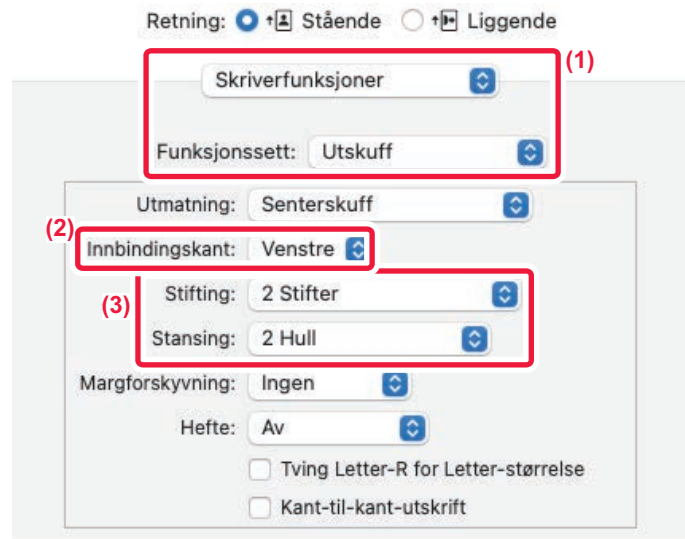 Retning: Stående Liggende
(1)
Skriverfunksjoner
Funksjonssett: Utskuff
Utmatning: Senterskuff
(2)
Innbindingskant: Venstre
(3)
Stifting: 2 Stifter
Stansing: 2 Hull
Margforskyvning: Ingen
Hefte: Av
Tving Letter-R for Letter-størrelse
Kant-til-kant-utskrift